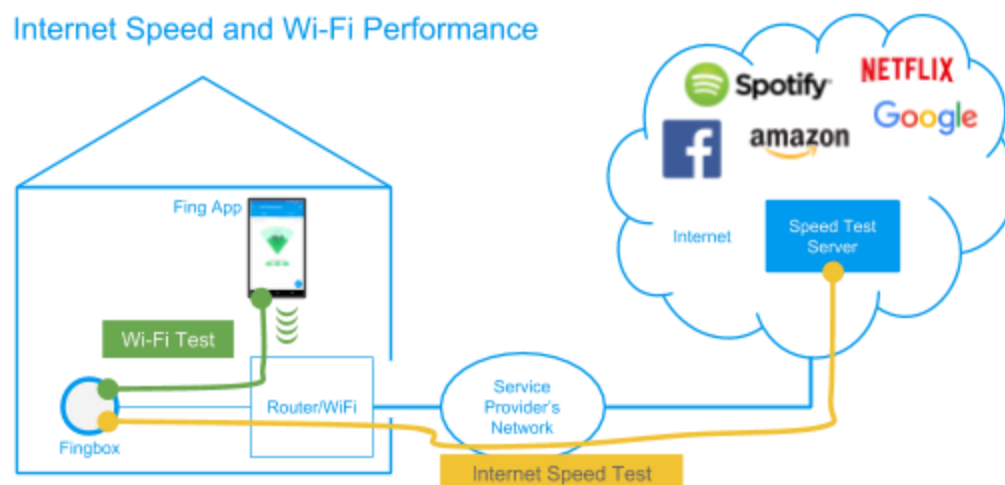 Internet Speed and Wi-Fi Performance
Spotify
NETFLIX
Google
f
amazon
Fing App
Internet
Speed Test
Server
Wi-Fi Test
Router/WiFi
Service
Provider's
Network
Fingbox
Internet Speed Test